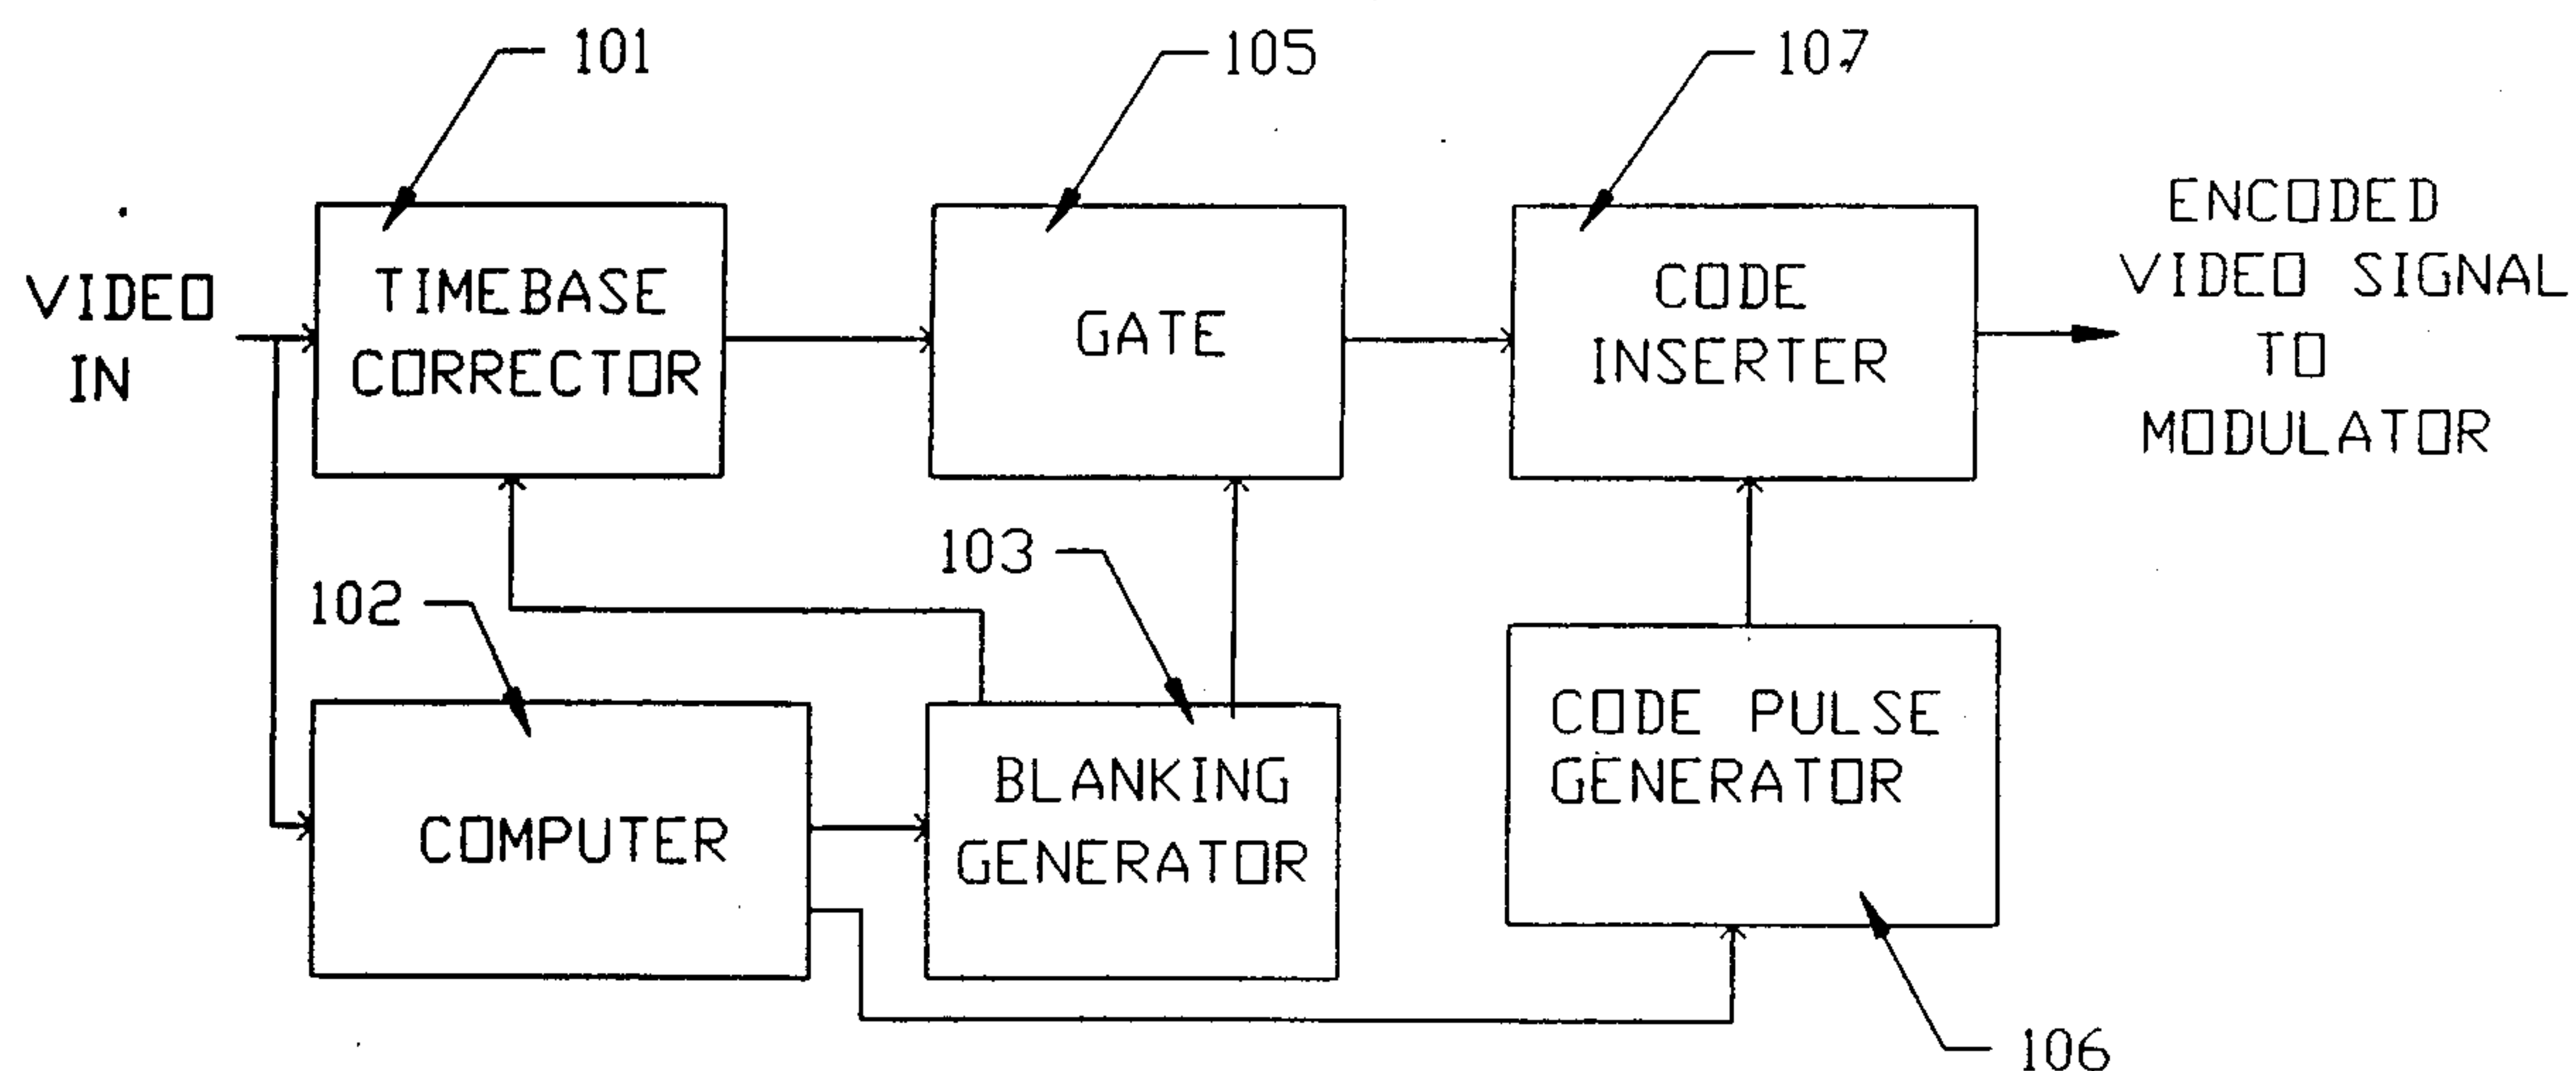 101
105
107
VIDEO
IN
TIMEBASE
CORRECTOR
GATE
CODE
INSERTER
ENCODED
VIDEO SIGNAL
TO
MODULATOR
102
103
COMPUTER
BLANKING
GENERATOR
CODE PULSE
GENERATOR
106